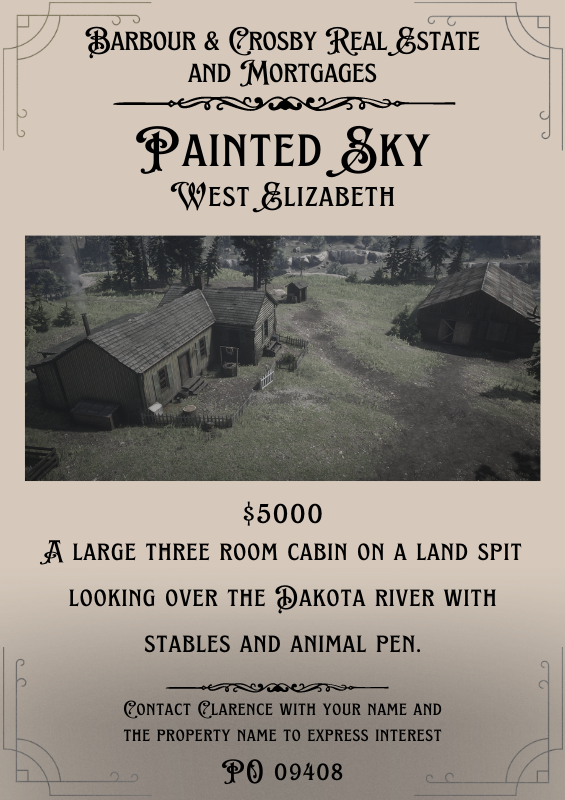 Barbour & Crosby Real Estate
and Mortgages
Painted Sky
West Elizabeth
$5000
A large three room cabin on a land spit
looking over the Dakota River with
stables and animal pen.
Contact Clarence with your name and
the property name to express interest
PO 09408